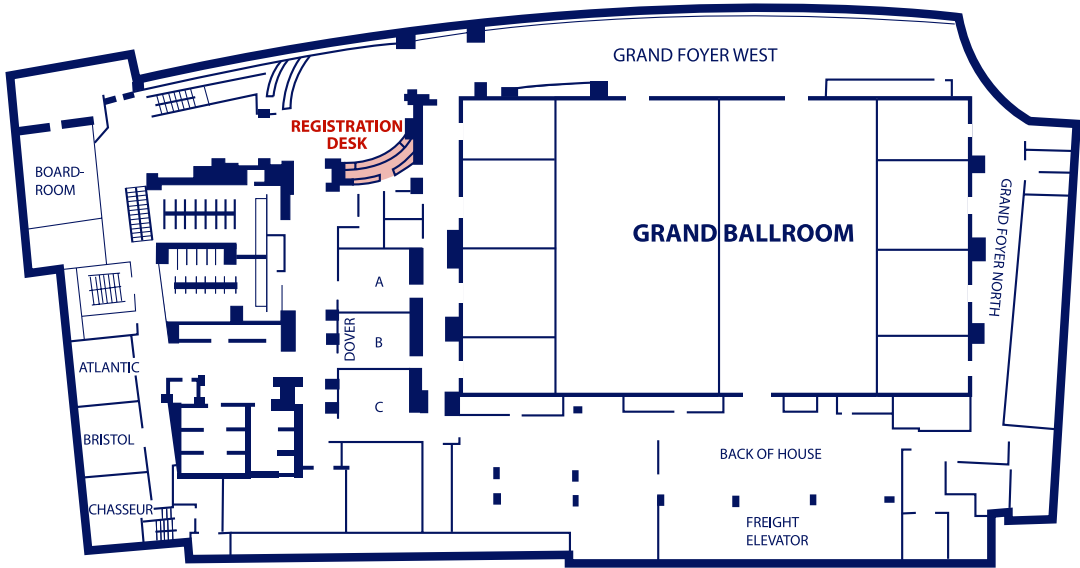 GRAND FOYER WEST
REGISTRATION
DESK
BOARD-
ROOM
GRAND FOYER NORTH
GRAND BALLROOM
A
DOVER
B
ATLANTIC
C
BRISTOL
BACK OF HOUSE
CHASSEUR
FREIGHT
ELEVATOR